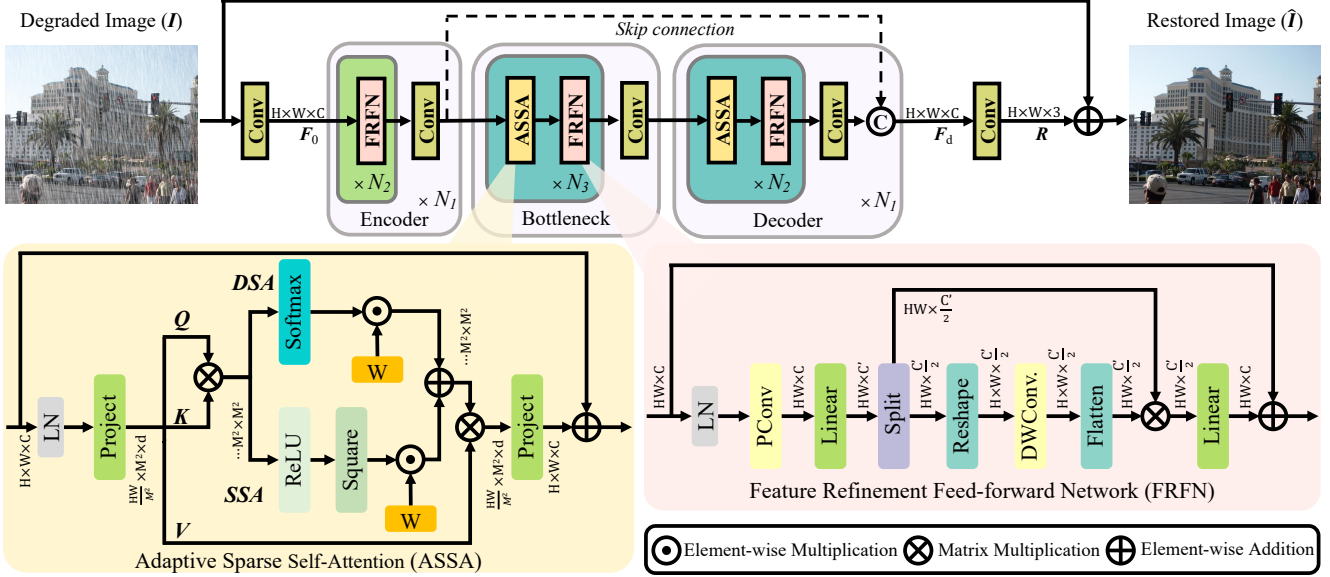 Degraded Image (I)
Restored Image (Î)
Skip connection
Conv
H×W×C
F0
FRFN
× N2
Conv
× N1
Encoder
ASSA
FRFN
× N3
Conv
Bottleneck
ASSA
FRFN
× N2
Conv
C
× N1
Decoder
H×W×C
Fd
Conv
H×W×3
R
H×W×C
LN
Project
HW/M² ×M²×d
Q
K
V
...M²×M²
DSA
Softmax
W
SSA
ReLU
Square
W
...M²×M²
HW/M² ×M²×d
Project
H×W×C
Adaptive Sparse Self-Attention (ASSA)
HW×C
LN
PConv
HW×C
Linear
HW×C'
Split
HW×C'/2
HW×C'/2
Reshape
H×W×C'/2
DWConv.
H×W×C'/2
Flatten
HW×C'/2
HW×C'/2
Linear
HW×C
Feature Refinement Feed-forward Network (FRFN)
Element-wise Multiplication
Matrix Multiplication
Element-wise Addition